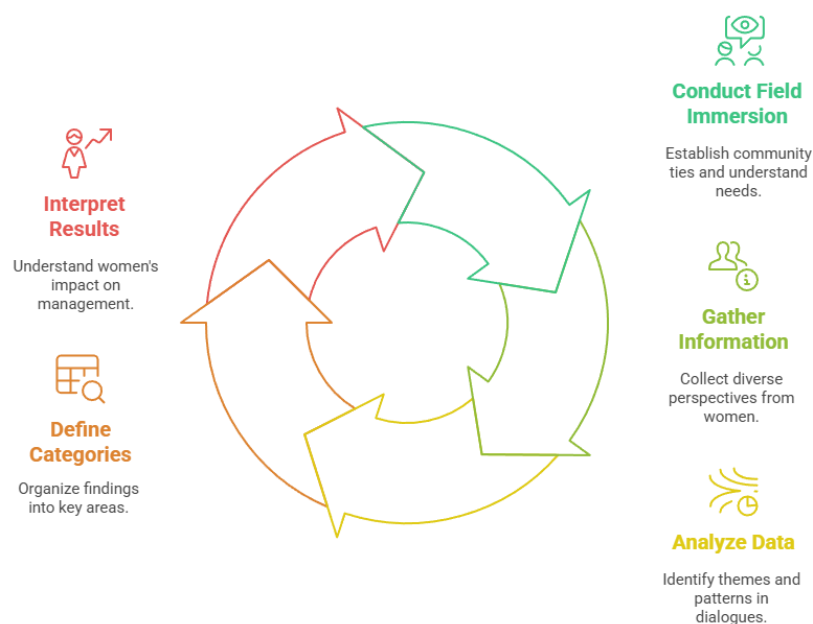 Conduct Field
Immersion
Establish community
ties and understand
needs.
Gather
Information
Collect diverse
perspectives from
women.
Analyze Data
Identify themes and
patterns in
dialogues.
Define
Categories
Organize findings
into key areas.
Interpret
Results
Understand women's
impact on
management.